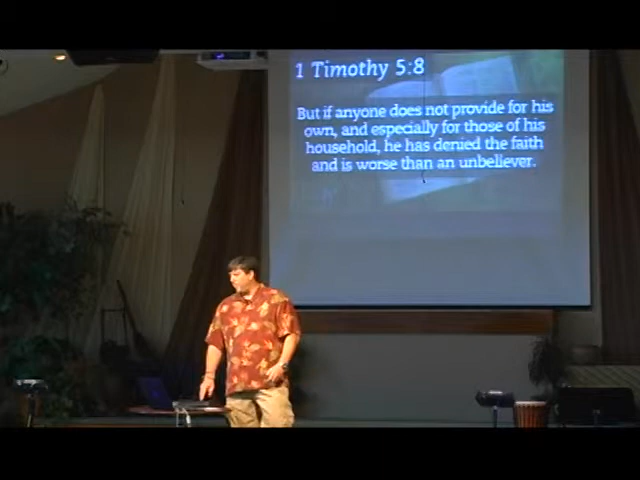 1 Timothy 5:8
But if anyone does not provide for his
own, and especially for those of his
household, he has denied the faith
and is worse than an unbeliever.